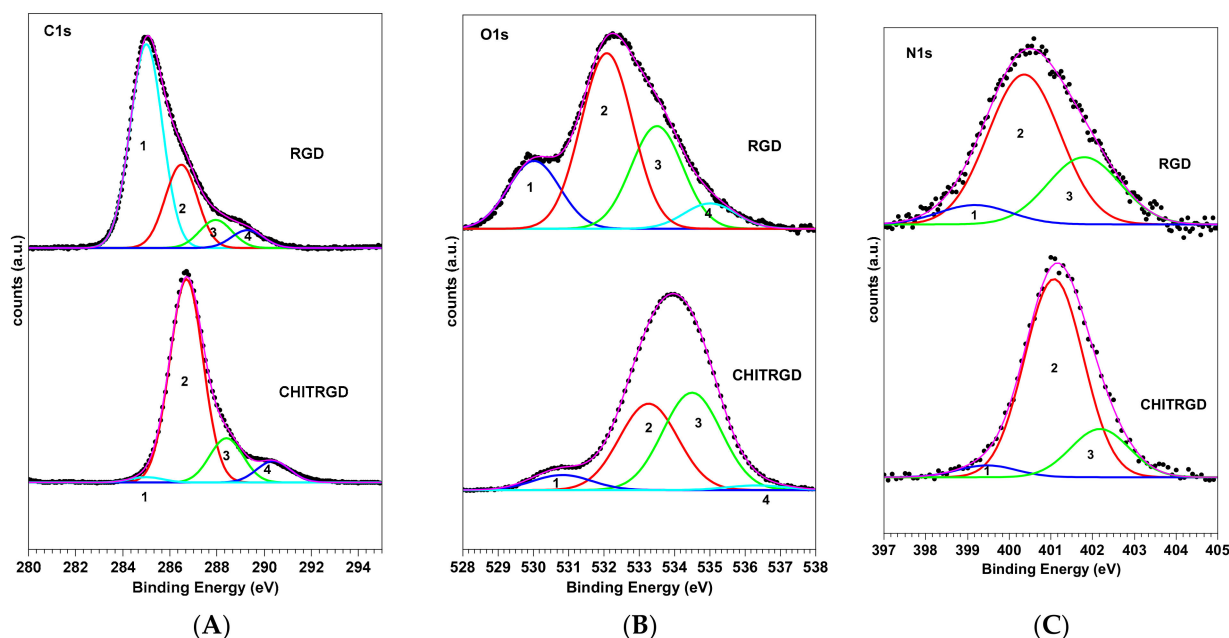 C1s
1
RGD
2
3
4
2
CHITRGD
3
4
1
counts (a.u.)
280 282 284 286 288 290 292 294
Binding Energy (eV)
(A)
O1s
2
RGD
3
1
4
CHITRGD
2
3
1
4
counts (a.u.)
528 529 530 531 532 533 534 535 536 537 538
Binding Energy (eV)
(B)
N1s
2
RGD
3
1
2
CHITRGD
3
1
counts (a.u.)
397 398 399 400 401 402 403 404 405
Binding Energy (eV)
(C)